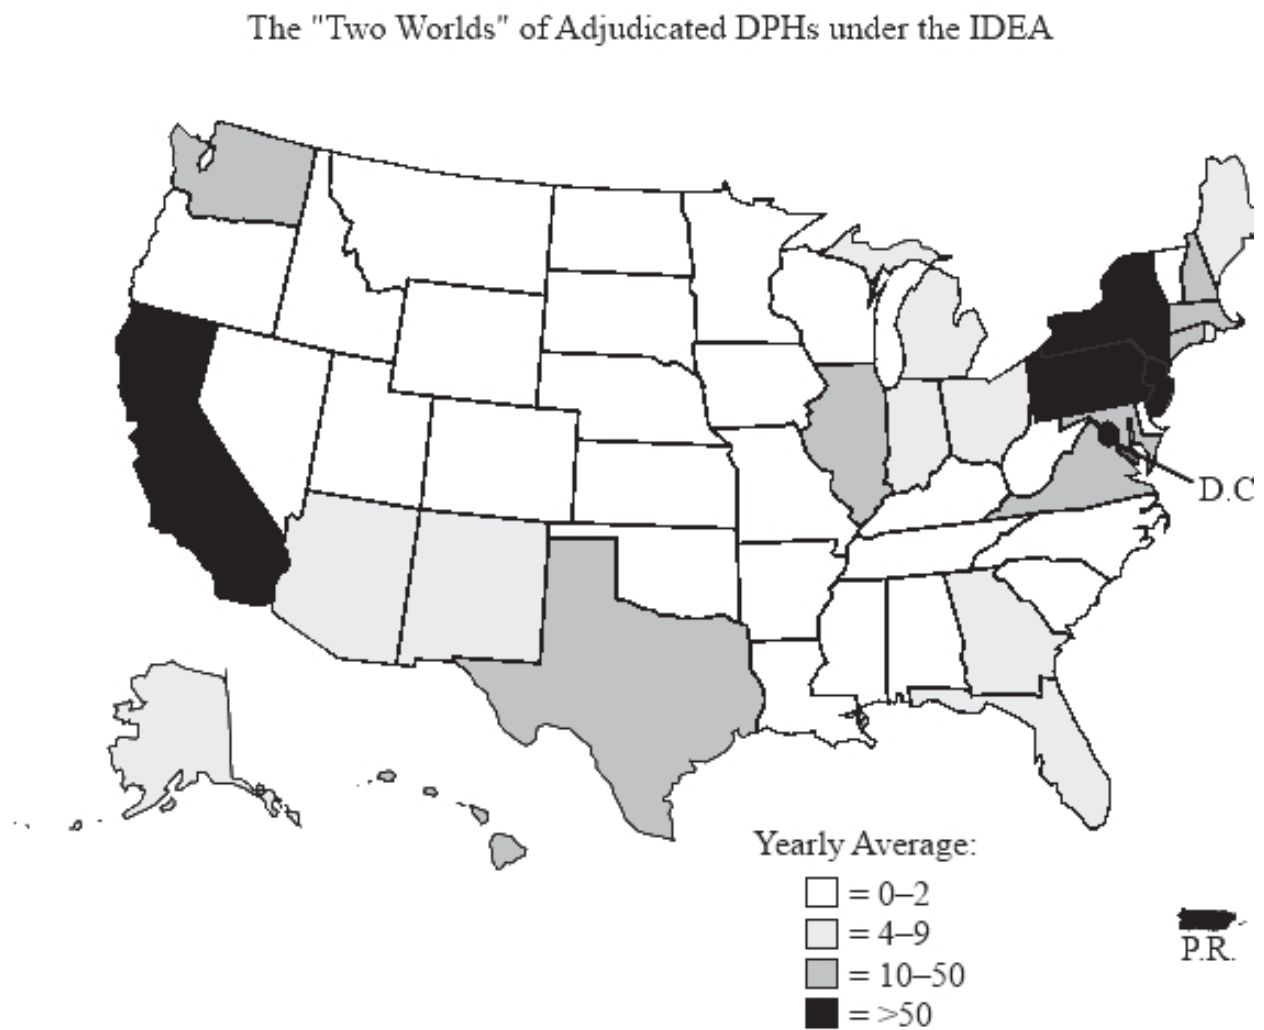 The "Two Worlds" of Adjudicated DPHs under the IDEA
D.C
Yearly Average:
= 0–2
= 4–9
= 10–50
= >50
P.R.